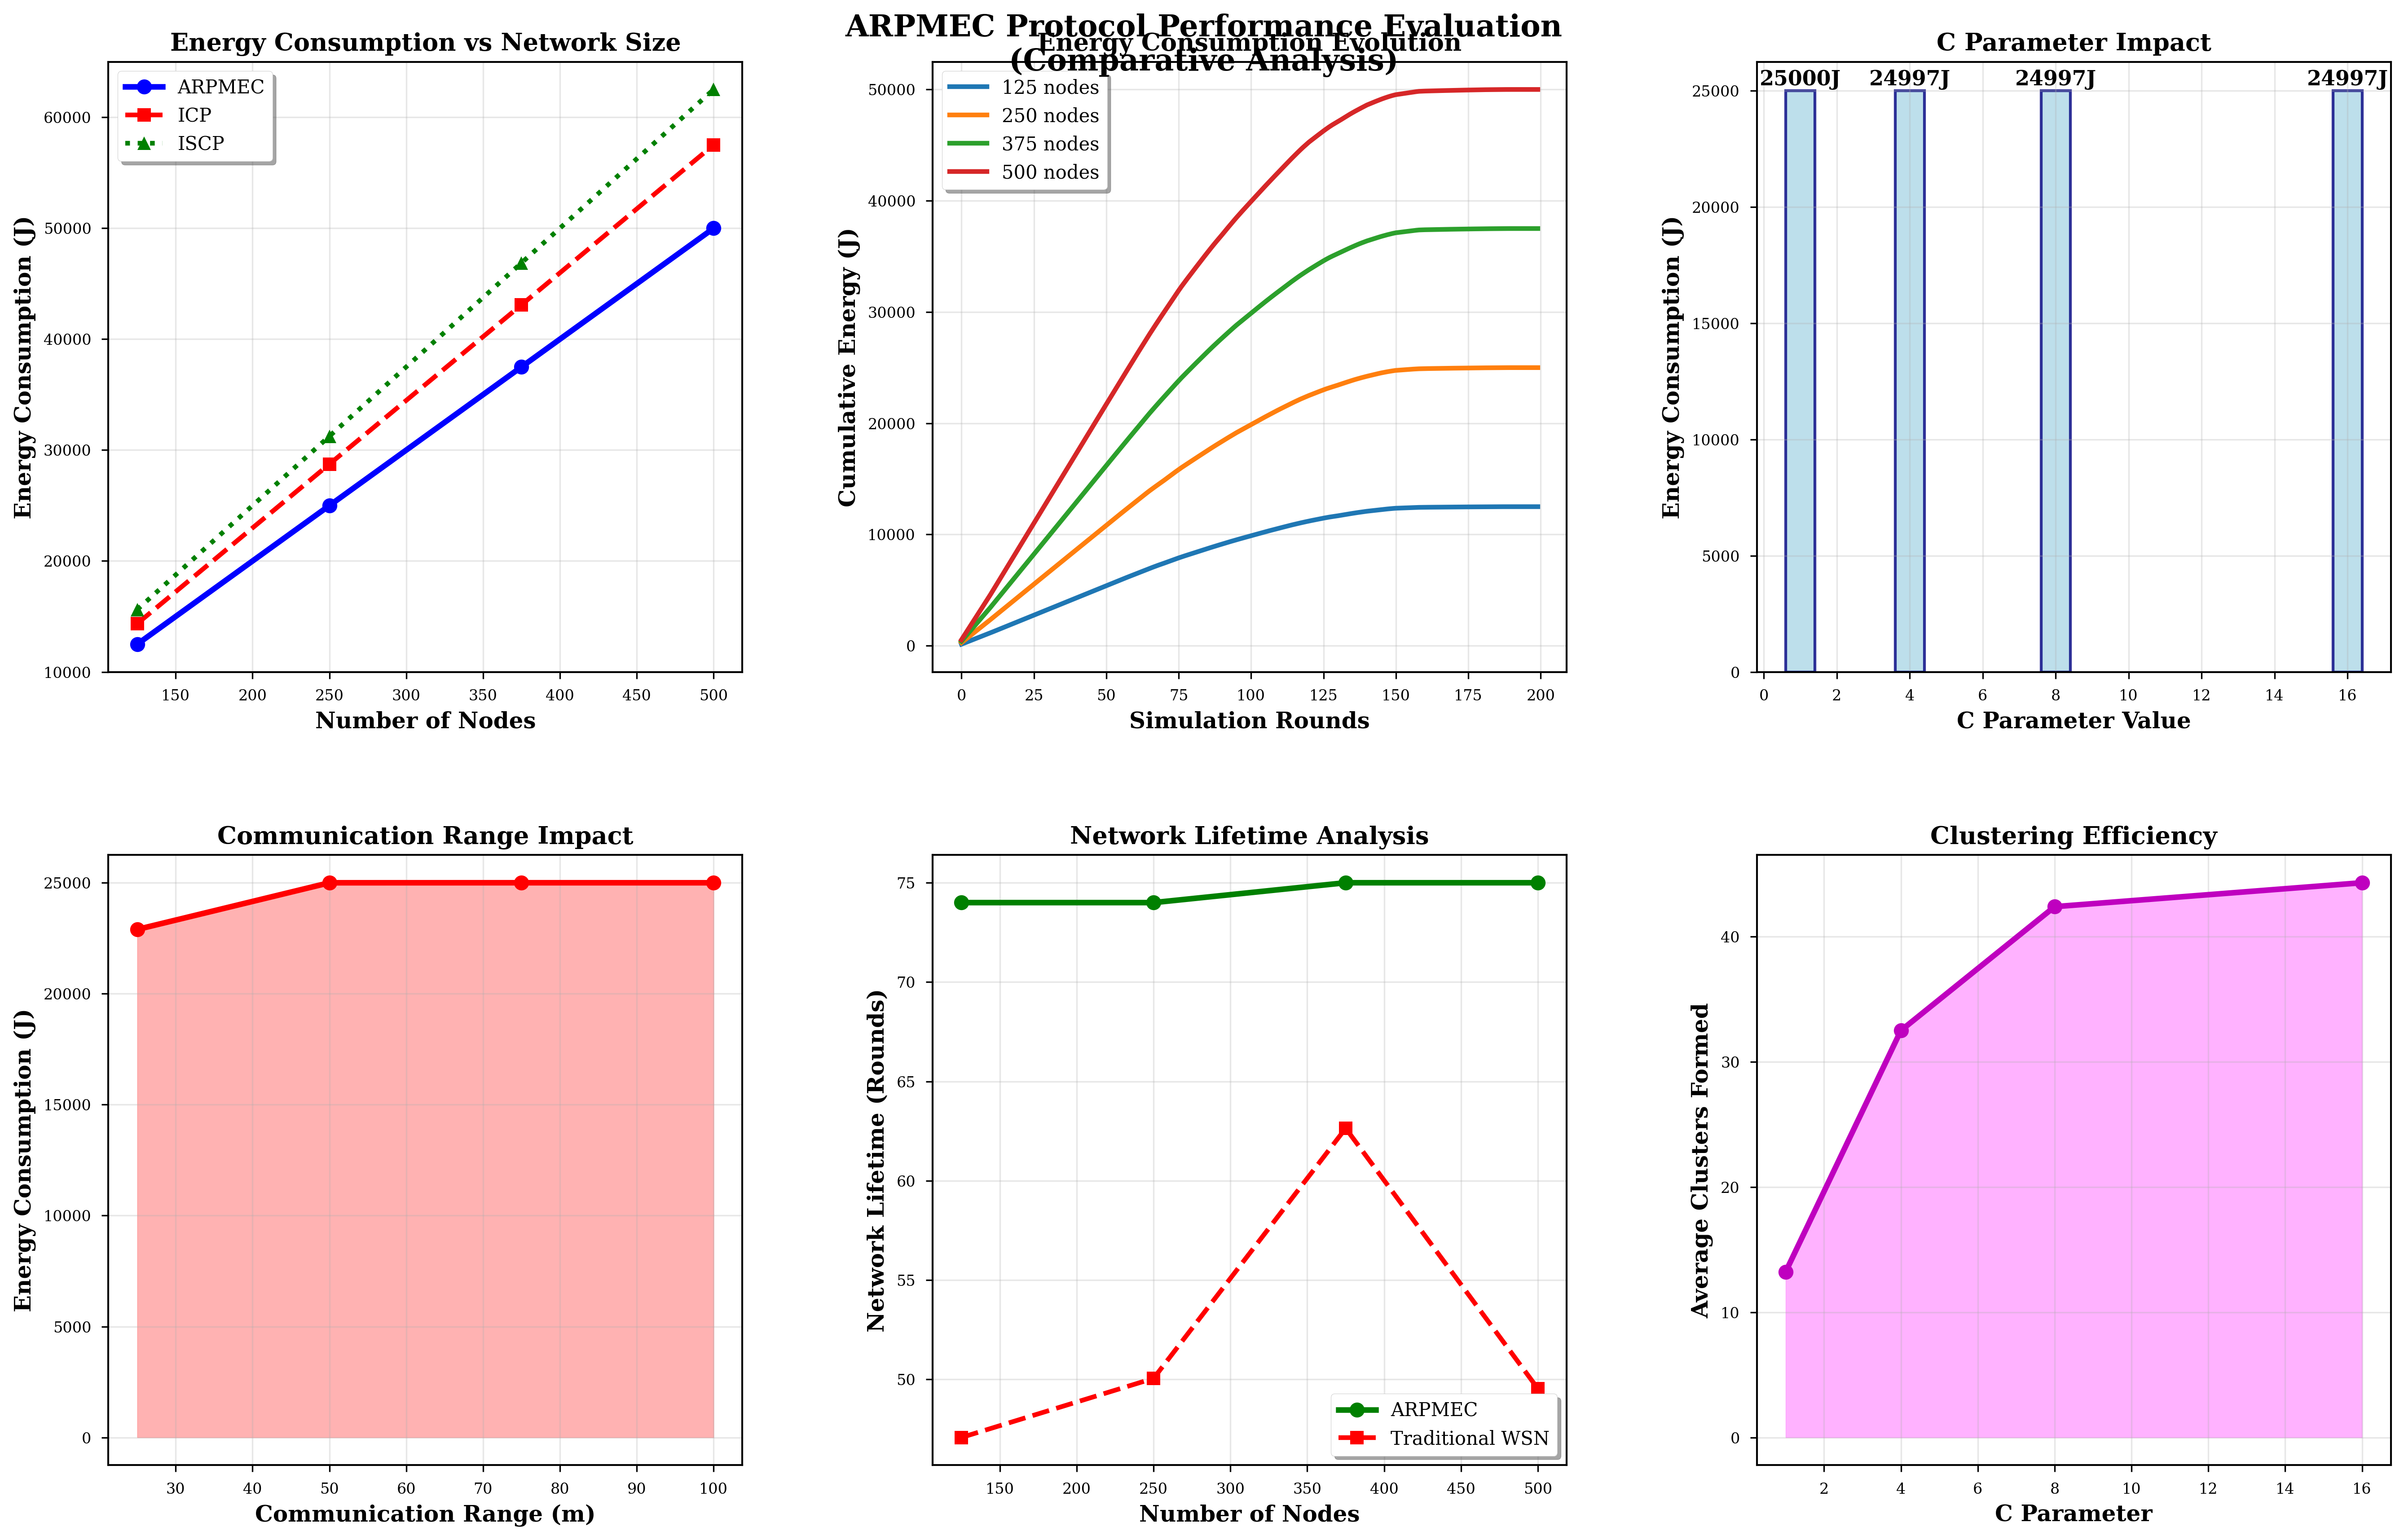 ARPMEC Protocol Performance Evaluation
(Comparative Analysis)
Energy Consumption vs Network Size
ARPMEC
ICP
ISCP
60000
50000
40000
30000
20000
10000
Energy Consumption (J)
150 200 250 300 350 400 450 500
Number of Nodes
Energy Consumption Evolution
125 nodes
250 nodes
375 nodes
500 nodes
50000
40000
30000
20000
10000
0
Cumulative Energy (J)
0 25 50 75 100 125 150 175 200
Simulation Rounds
C Parameter Impact
25000J 24997J 24997J 24997J
25000
20000
15000
10000
5000
0
Energy Consumption (J)
0 2 4 6 8 10 12 14 16
C Parameter Value
Communication Range Impact
25000
20000
15000
10000
5000
0
Energy Consumption (J)
30 40 50 60 70 80 90 100
Communication Range (m)
Network Lifetime Analysis
75
70
65
60
55
50
Network Lifetime (Rounds)
ARPMEC
Traditional WSN
150 200 250 300 350 400 450 500
Number of Nodes
Clustering Efficiency
40
30
20
10
0
Average Clusters Formed
2 4 6 8 10 12 14 16
C Parameter